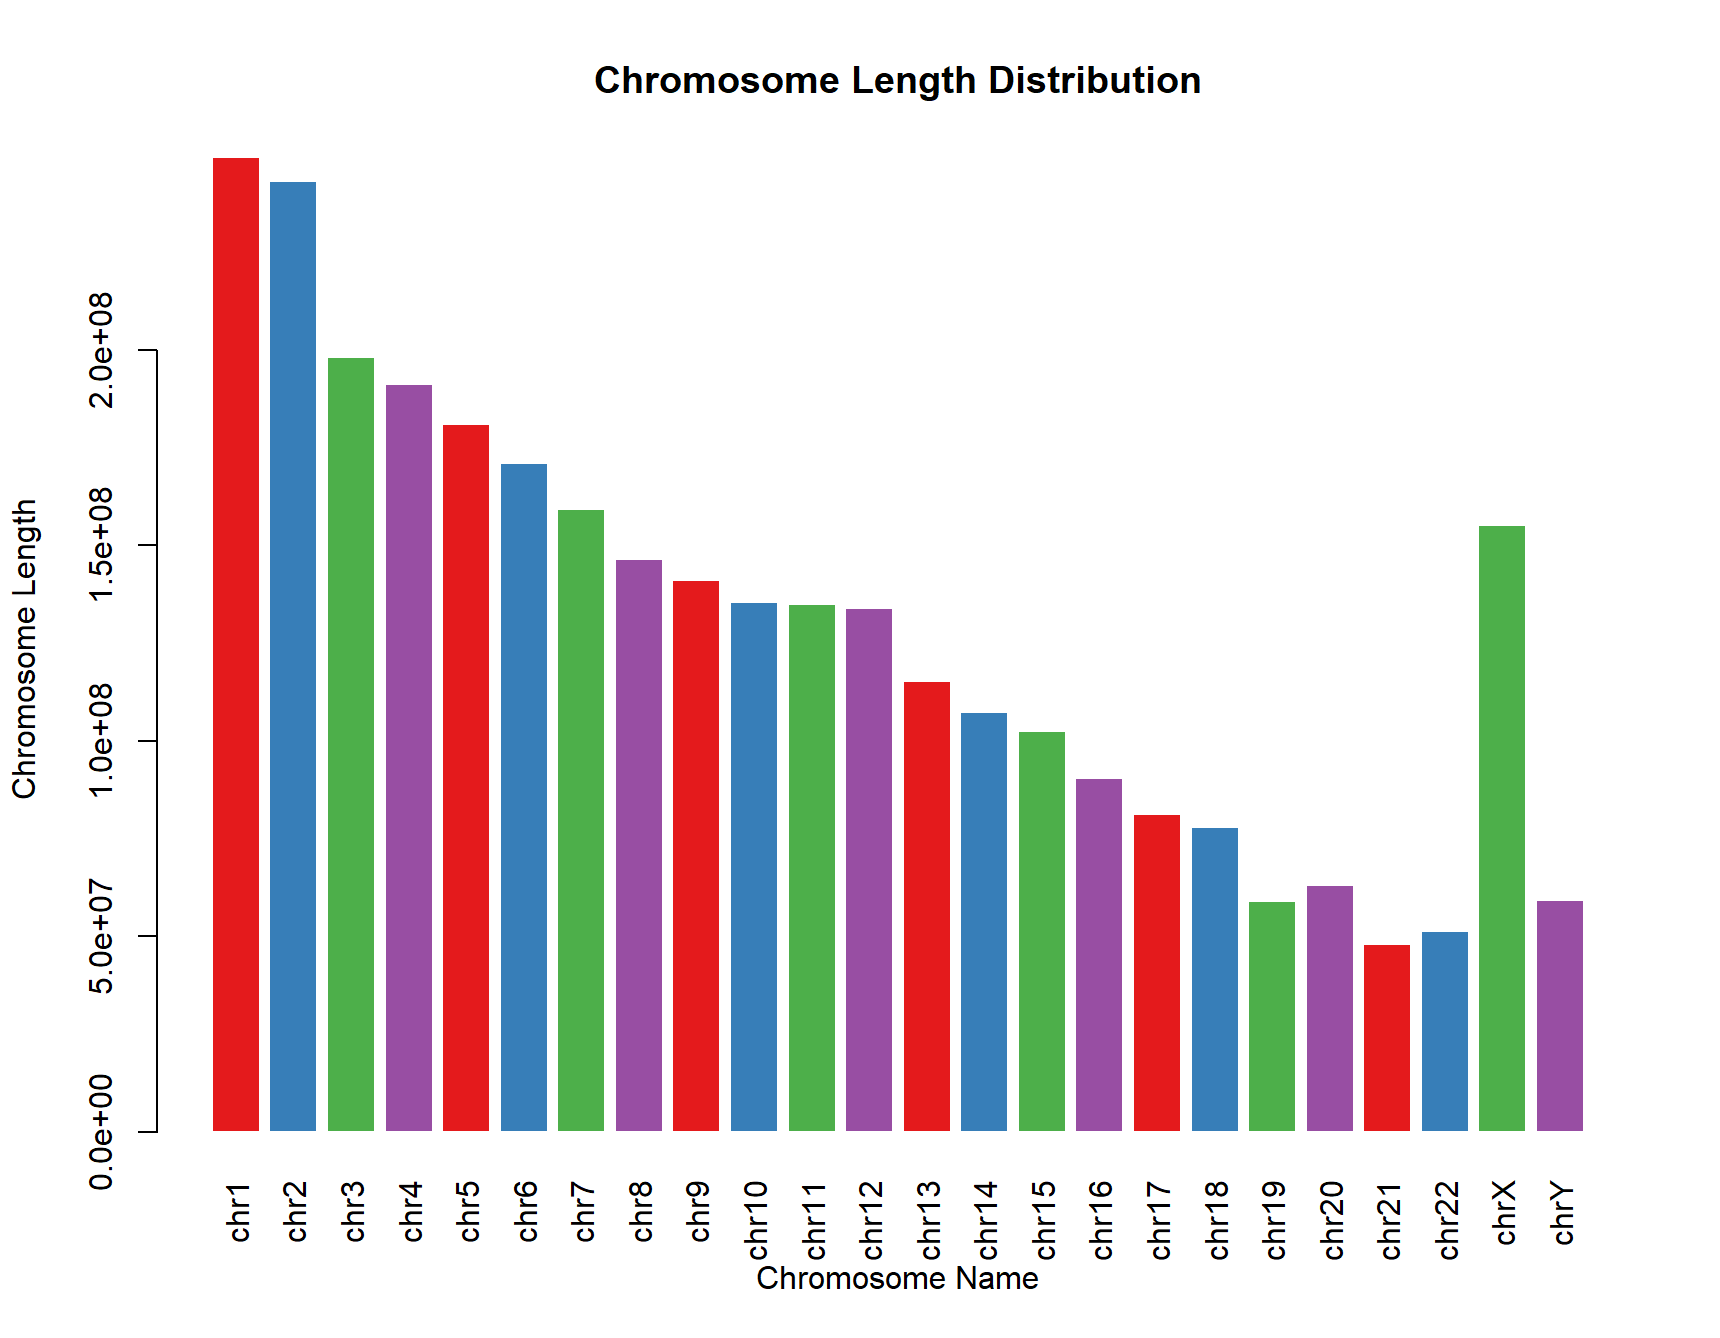 Chromosome Length Distribution
Chromosome Length
2.0e+08
1.5e+08
1.0e+08
5.0e+07
0.0e+00
chr1
chr2
chr3
chr4
chr5
chr6
chr7
chr8
chr9
chr10
chr11
chr12
chr13
chr14
chr15
chr16
chr17
chr18
chr19
chr20
chr21
chr22
chrX
chrY
Chromosome Name